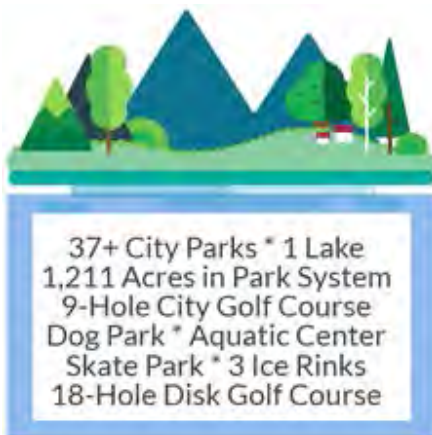 37+ City Parks * 1 Lake
1,211 Acres in Park System
9-Hole City Golf Course
Dog Park * Aquatic Center
Skate Park * 3 Ice Rinks
18-Hole Disk Golf Course